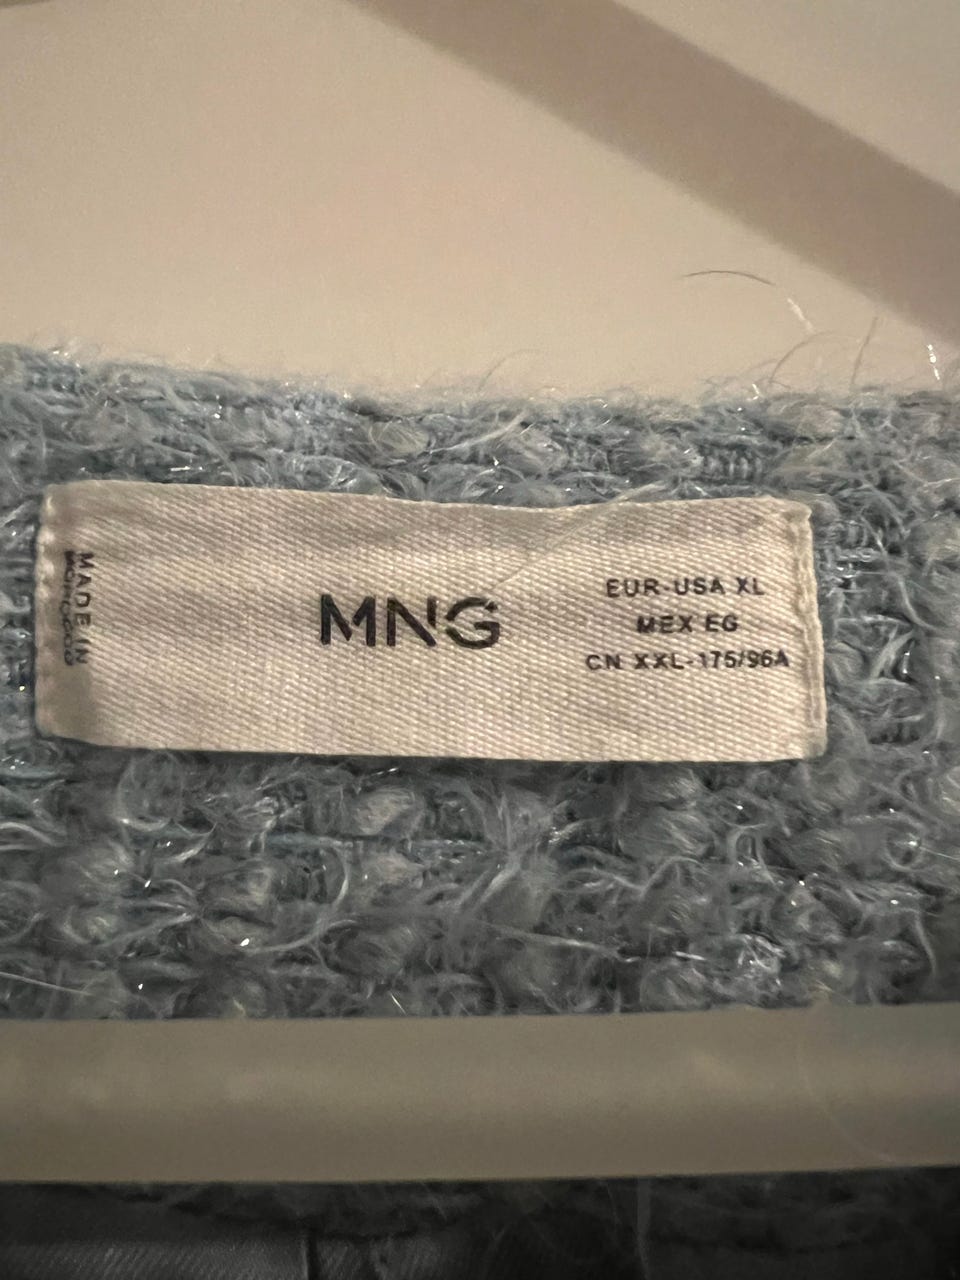 MADE IN
MOROCCO
MNG
EUR-USA XL
MEX EG
CN XXL-175/96A